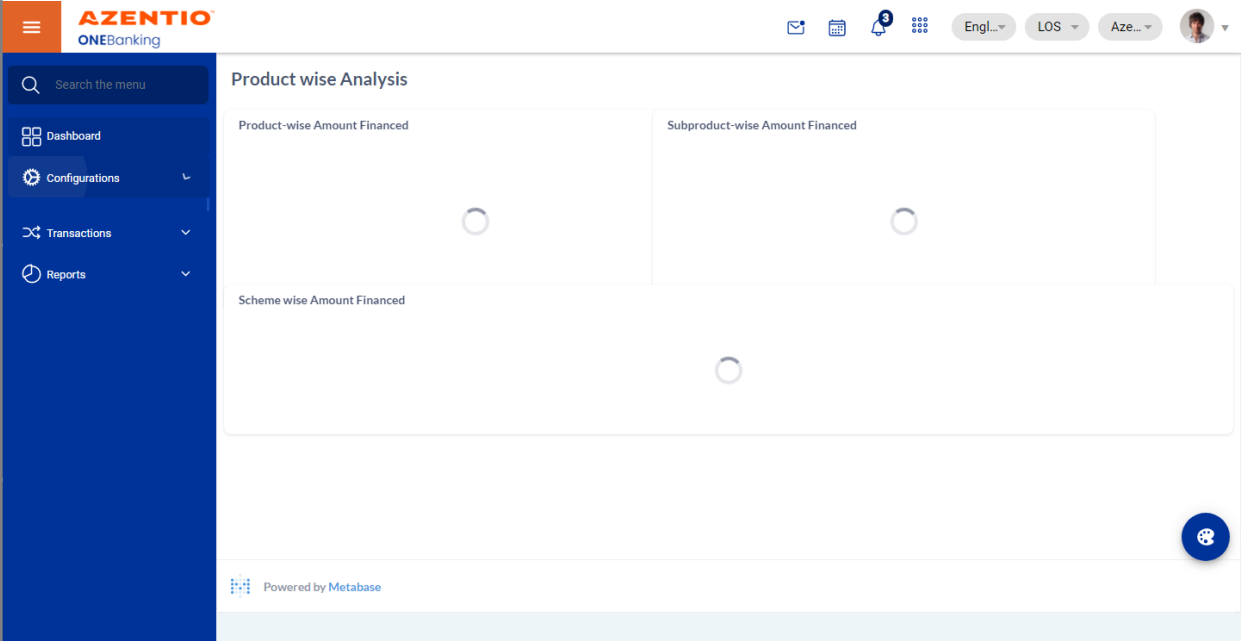 AZENTIO™
ONEBanking
3
Engl...
LOS
Aze...
Search the menu
Dashboard
Configurations
Transactions
Reports
Product wise Analysis
Product-wise Amount Financed
Subproduct-wise Amount Financed
Scheme wise Amount Financed
Powered by Metabase